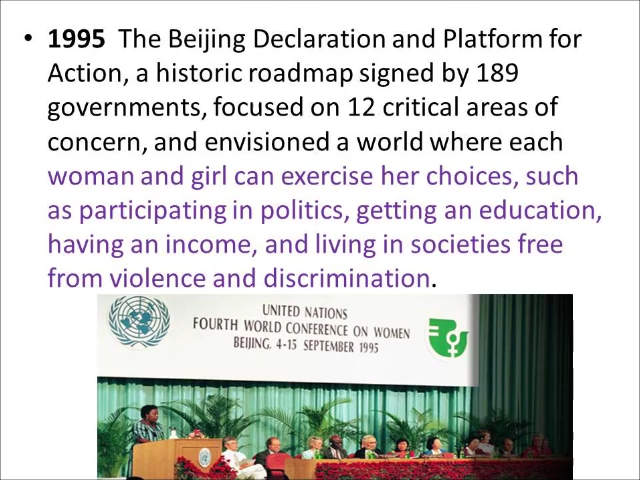 • 1995 The Beijing Declaration and Platform for
Action, a historic roadmap signed by 189
governments, focused on 12 critical areas of
concern, and envisioned a world where each
woman and girl can exercise her choices, such
as participating in politics, getting an education,
having an income, and living in societies free
from violence and discrimination.
UNITED NATIONS
FOURTH WORLD CONFERENCE ON WOMEN
BEIJING, 4-15 SEPTEMBER 1995